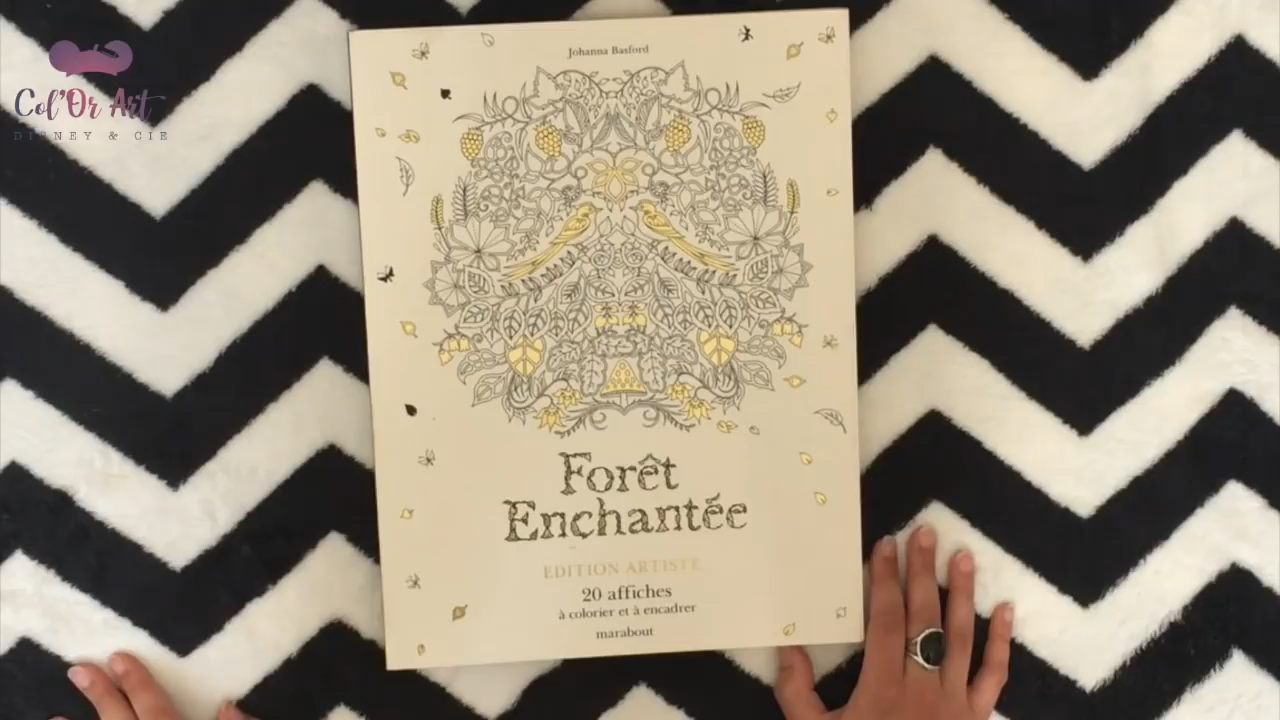 Col'Or Art
DISNEY & CIE
Johanna Basford
Forêt
Enchantée
EDITION ARTISTE
20 affiches
à colorier et à encadrer
marabout